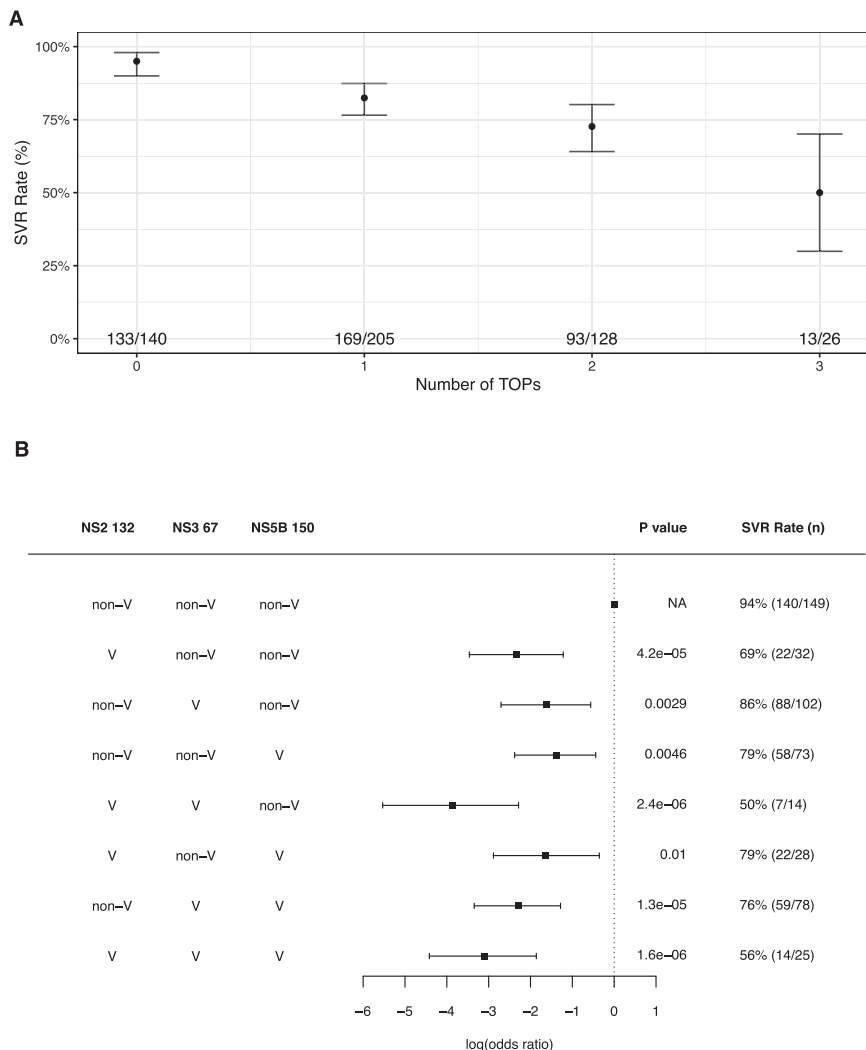 A
100%
75%
50%
25%
0%
SVR Rate (%)
133/140 169/205 93/128 13/26
0 1 2 3
Number of TOPs
B
NS2 132 NS3 67 NS5B 150 P value SVR Rate (n)
non−V non−V non−V NA 94% (140/149)
V non−V non−V 4.2e−05 69% (22/32)
non−V V non−V 0.0029 86% (88/102)
non−V non−V V 0.0046 79% (58/73)
V V non−V 2.4e−06 50% (7/14)
V non−V V 0.01 79% (22/28)
non−V V V 1.3e−05 76% (59/78)
V V V 1.6e−06 56% (14/25)
−6 −5 −4 −3 −2 −1 0 1
log(odds ratio)